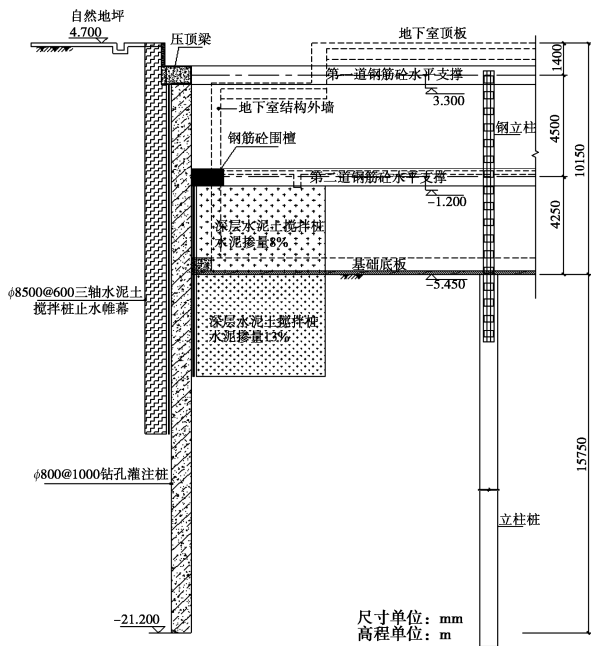 自然地坪
4.700
压顶梁
地下室顶板
1400
第一道钢筋砼水平支撑
3.300
地下室结构外墙
钢筋砼围檀
钢立柱
4500
10150
第二道钢筋砼水平支撑
-1.200
深层水泥土搅拌桩
水泥掺量8%
4250
基础底板
-5.450
ϕ8500@600三轴水泥土
搅拌桩止水帷幕
深层水泥土搅拌桩
水泥掺量13%
15750
ϕ800@1000钻孔灌注桩
立柱桩
-21.200
尺寸单位：mm
高程单位：m